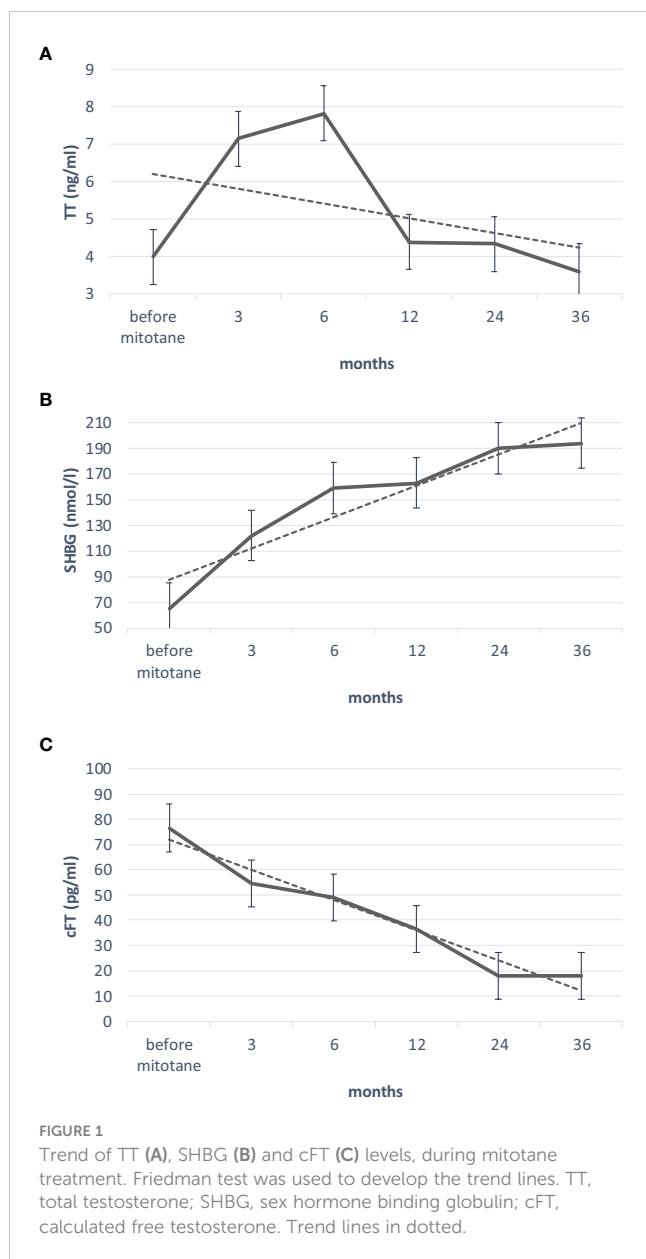 A
TT (ng/ml)
9
8
7
6
5
4
3
before
mitotane
3
6
12
24
36
months
B
SHBG (nmol/l)
210
190
170
150
130
110
90
70
50
before
mitotane
3
6
12
24
36
months
C
cFT (pg/ml)
100
90
80
70
60
50
40
30
20
10
0
before
mitotane
3
6
12
24
36
months
FIGURE 1
Trend of TT (A), SHBG (B) and cFT (C) levels, during mitotane
treatment. Friedman test was used to develop the trend lines. TT,
total testosterone; SHBG, sex hormone binding globulin; cFT,
calculated free testosterone. Trend lines in dotted.